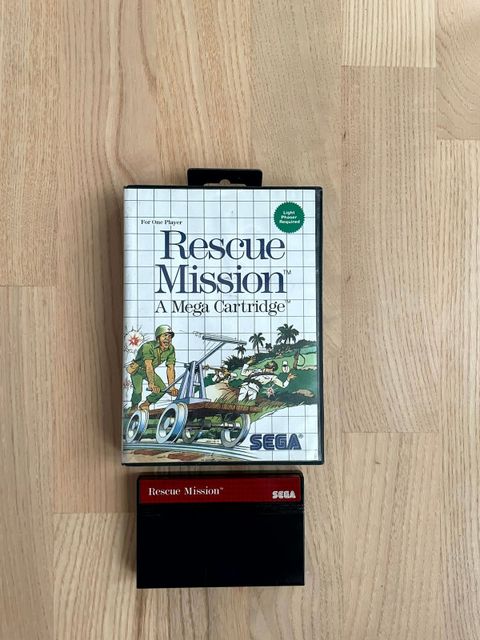 For One Player
Light
Phaser
Required
Rescue
Mission™
A Mega Cartridge™
SEGA
Rescue Mission™
SEGA